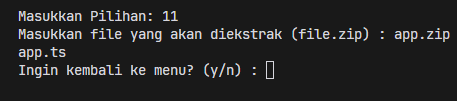 Masukkan Pilihan: 11
Masukkan file yang akan diekstrak (file.zip) : app.zip
app.ts
Ingin kembali ke menu? (y/n) :